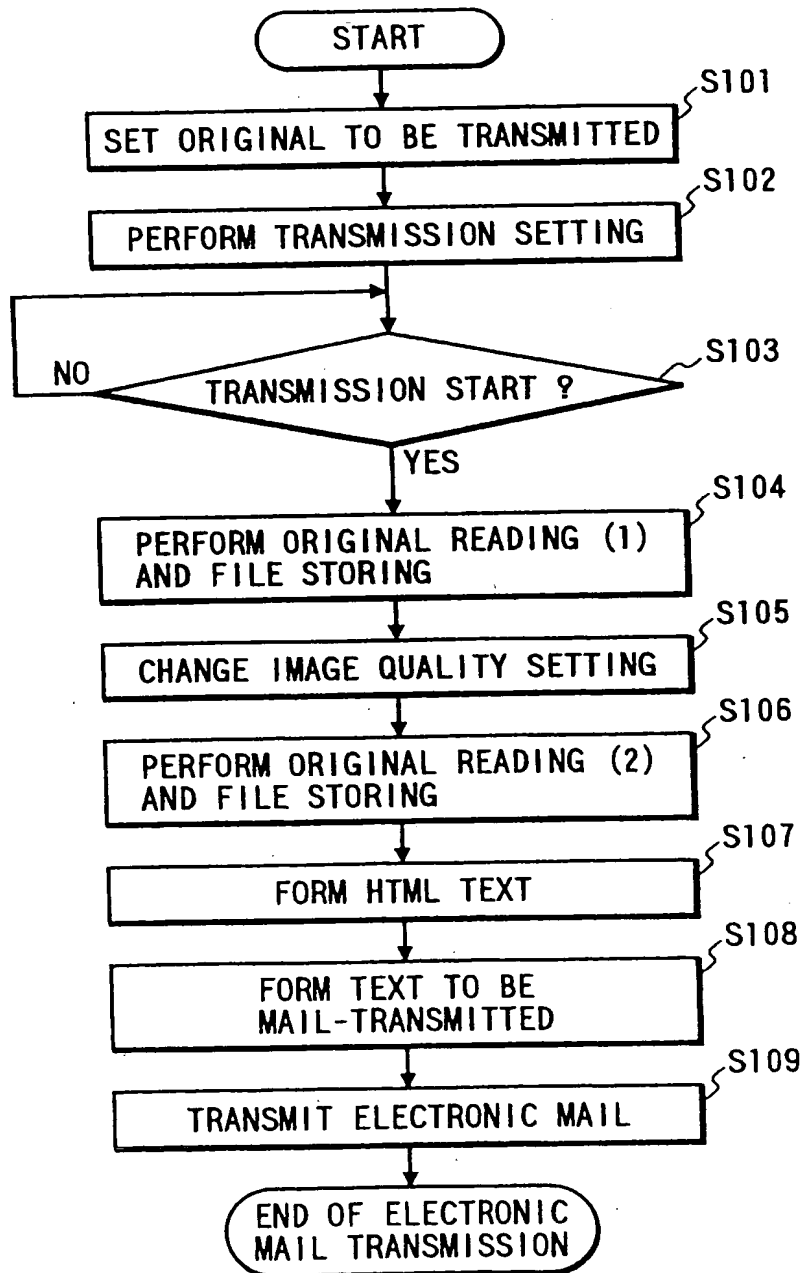 START
S101
SET ORIGINAL TO BE TRANSMITTED
S102
PERFORM TRANSMISSION SETTING
S103
NO
TRANSMISSION START ?
YES
S104
PERFORM ORIGINAL READING (1)
AND FILE STORING
S105
CHANGE IMAGE QUALITY SETTING
S106
PERFORM ORIGINAL READING (2)
AND FILE STORING
S107
FORM HTML TEXT
S108
FORM TEXT TO BE
MAIL-TRANSMITTED
S109
TRANSMIT ELECTRONIC MAIL
END OF ELECTRONIC
MAIL TRANSMISSION